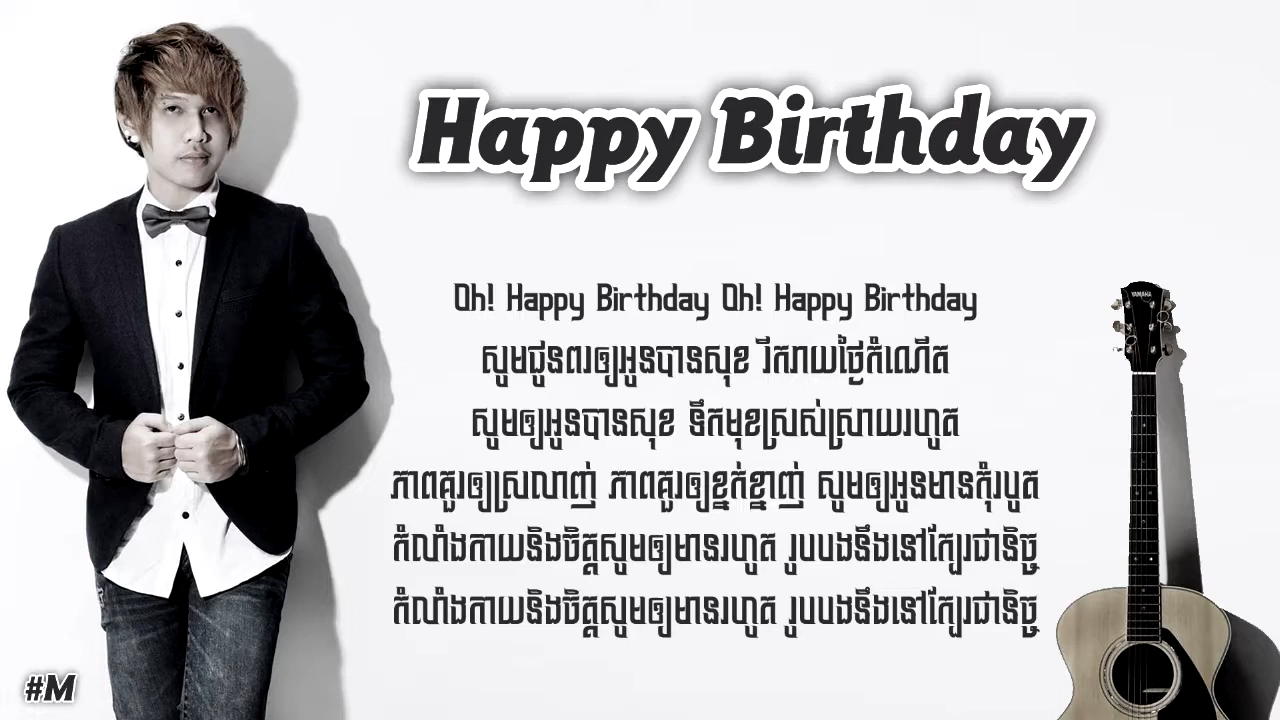 Happy Birthday
Oh! Happy Birthday Oh! Happy Birthday
សូមជូនពរឲ្យអូនបានសុខ រីករាយថ្ងៃកំណើត
សូមឲ្យអូនបានសុខ ទឹកមុខស្រស់ស្រាយរហូត
ភាពគួរឲ្យស្រលាញ់ ភាពគួរឲ្យខ្នក់ខ្នាញ់ សូមឲ្យអូនមានកុំរបូត
កំលាំងកាយនិងចិត្តសូមឲ្យមានរហូត រូបបងនឹងនៅក្បែរជានិច្ច
កំលាំងកាយនិងចិត្តសូមឲ្យមានរហូត រូបបងនឹងនៅក្បែរជានិច្ច
YAMAHA
#M